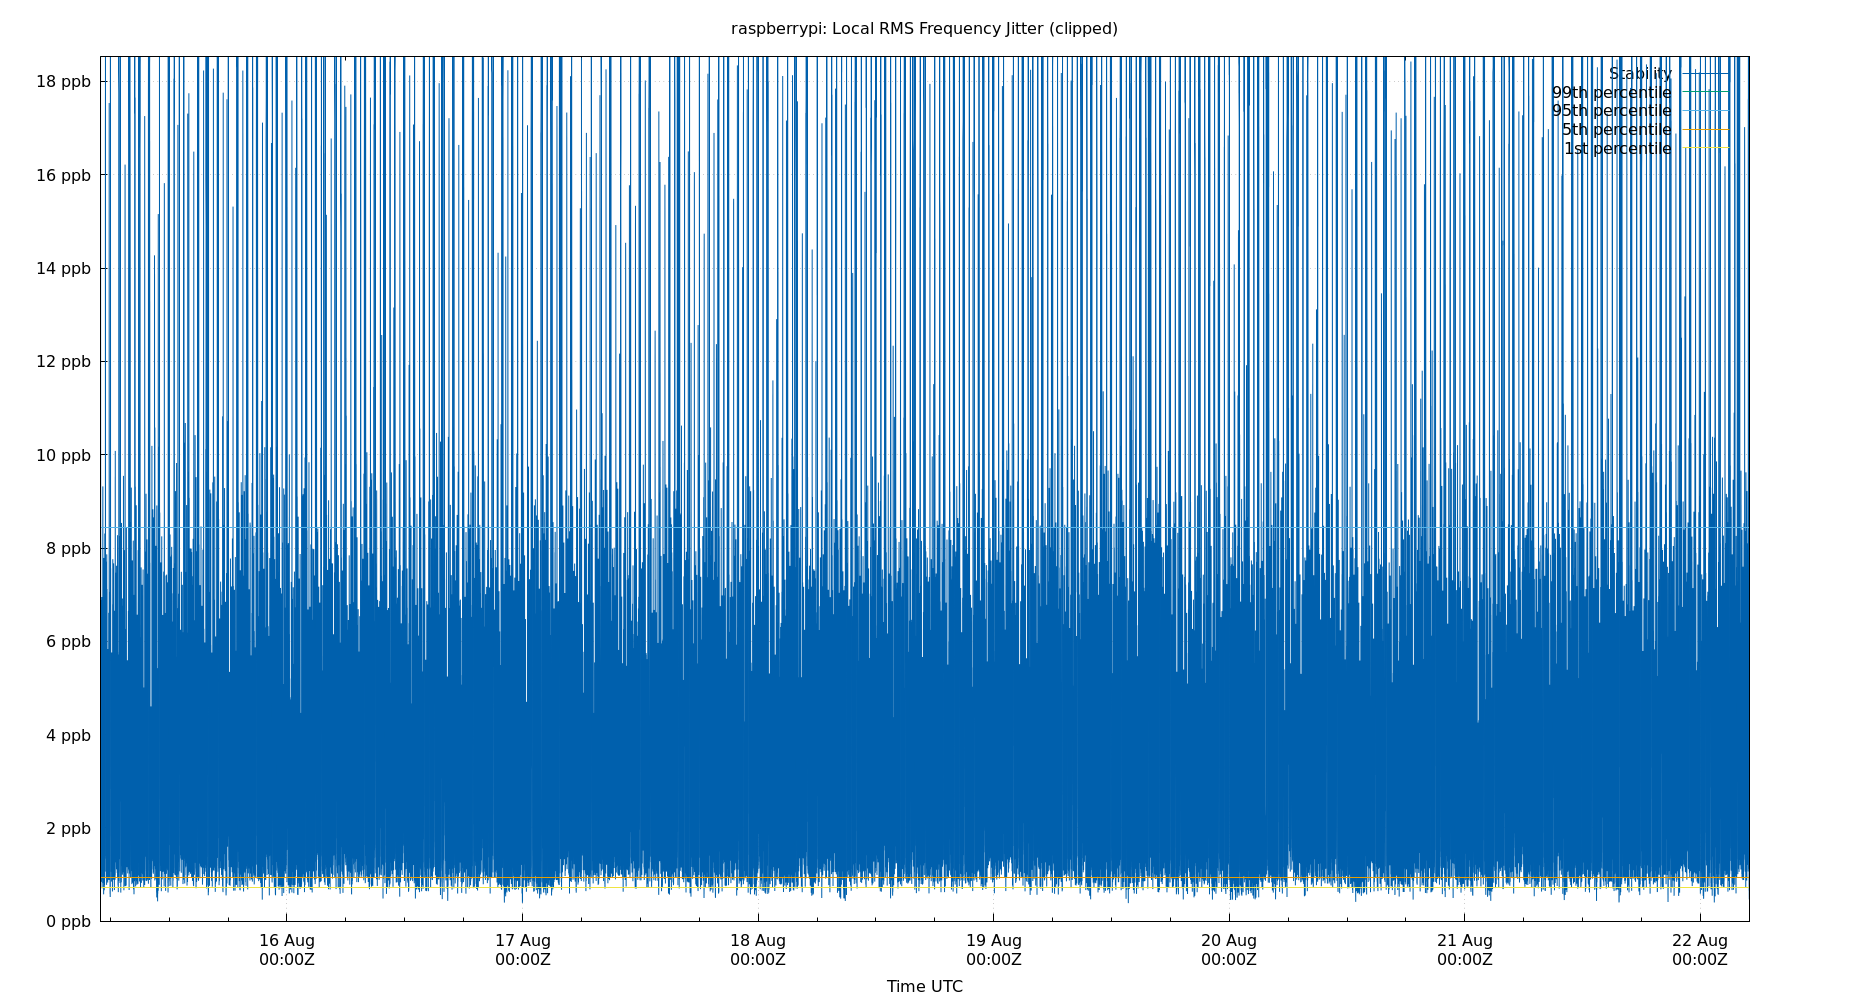 raspberrypi: Local RMS Frequency Jitter (clipped)
18 ppb
16 ppb
14 ppb
12 ppb
10 ppb
8 ppb
6 ppb
4 ppb
2 ppb
0 ppb
Stability
99th percentile
95th percentile
5th percentile
1st percentile
16 Aug
00:00Z
17 Aug
00:00Z
18 Aug
00:00Z
19 Aug
00:00Z
20 Aug
00:00Z
21 Aug
00:00Z
22 Aug
00:00Z
Time UTC